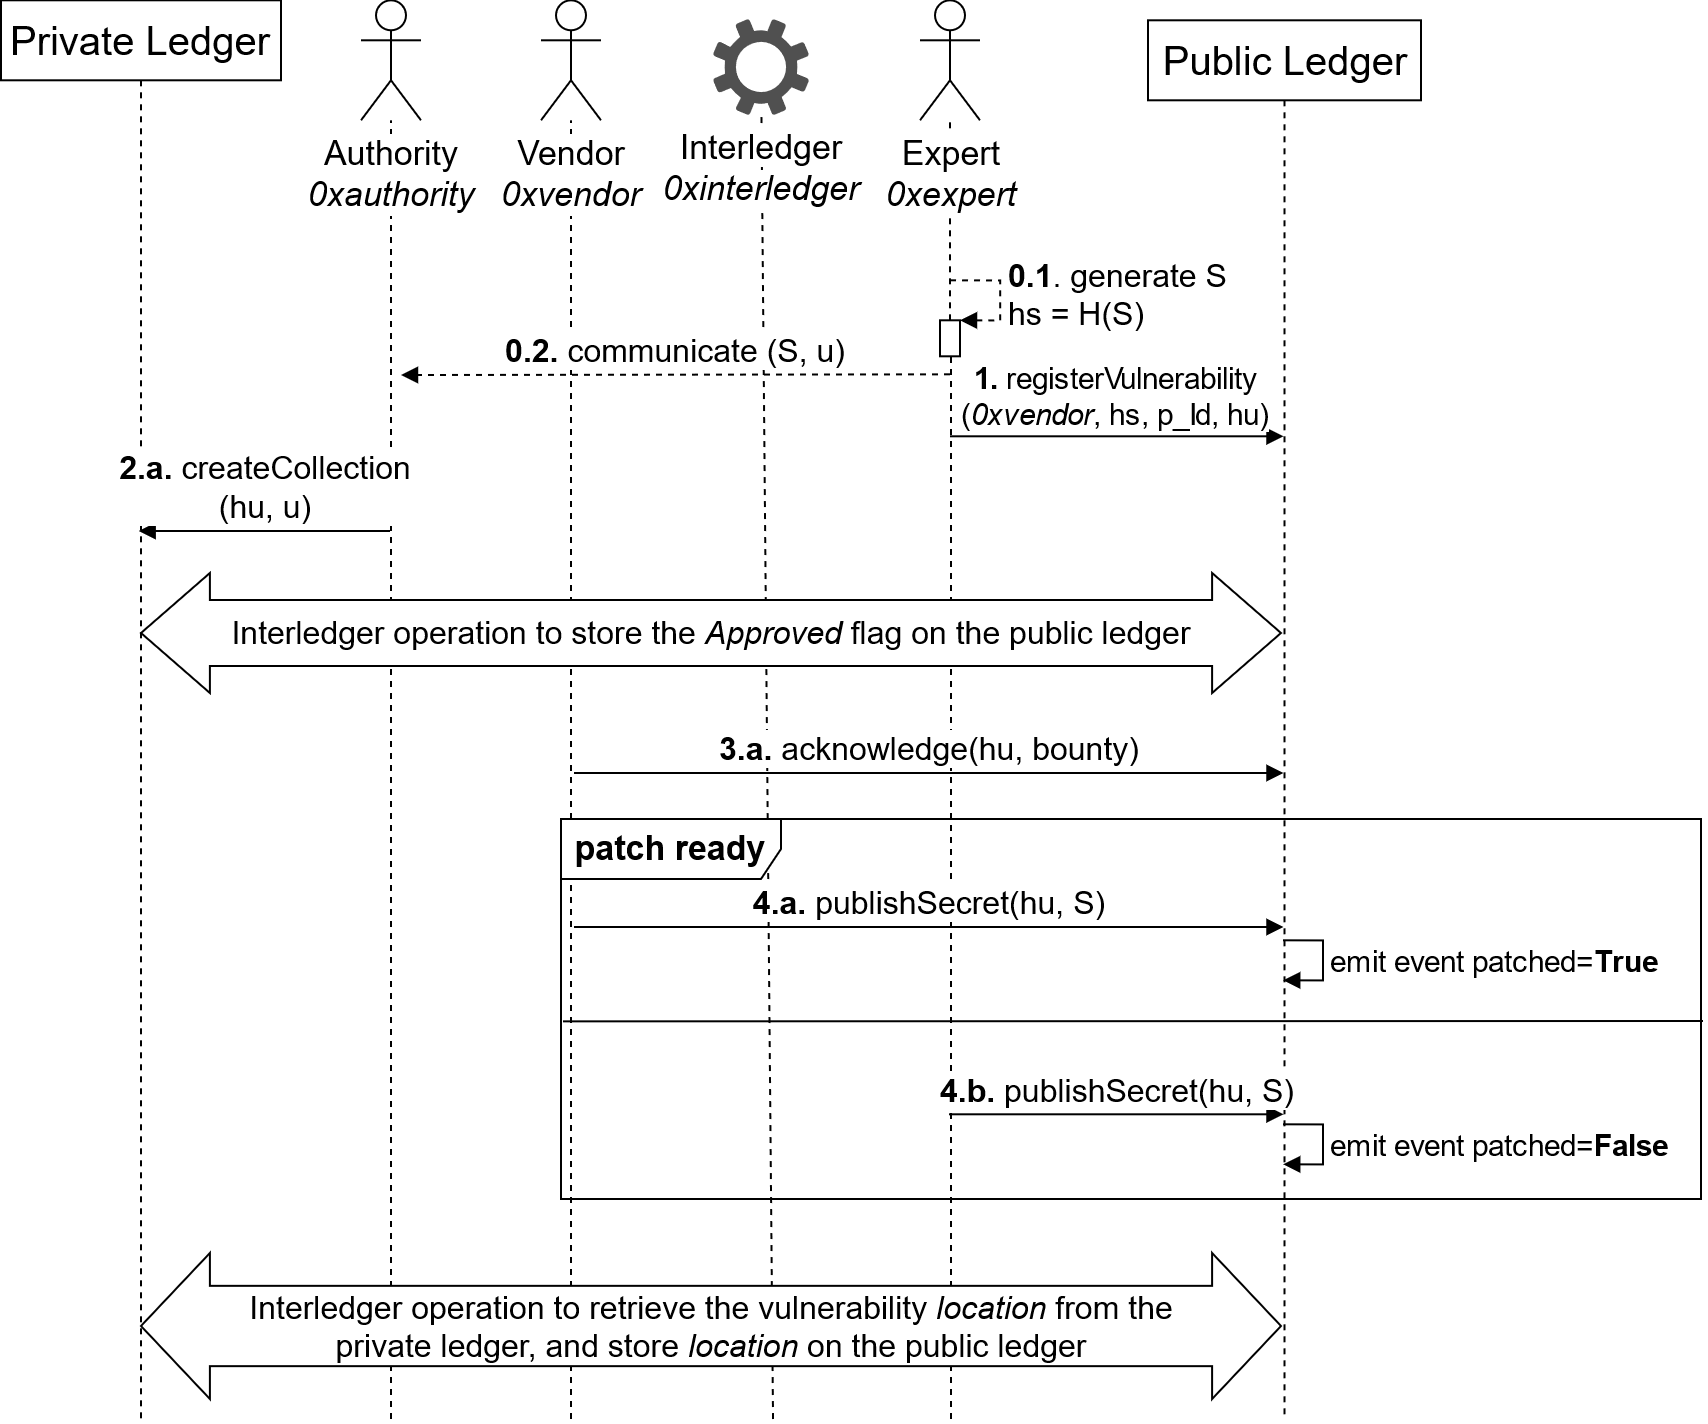 Private Ledger
Public Ledger
Authority
0xauthority
Vendor
0xvendor
Interledger
0xinterledger
Expert
0xexpert
0.1. generate S
hs = H(S)
0.2. communicate (S, u)
1. registerVulnerability
(0xvendor, hs, p_Id, hu)
2.a. createCollection
(hu, u)
Interledger operation to store the Approved flag on the public ledger
3.a. acknowledge(hu, bounty)
patch ready
4.a. publishSecret(hu, S)
emit event patched=True
4.b. publishSecret(hu, S)
emit event patched=False
Interledger operation to retrieve the vulnerability location from the
private ledger, and store location on the public ledger